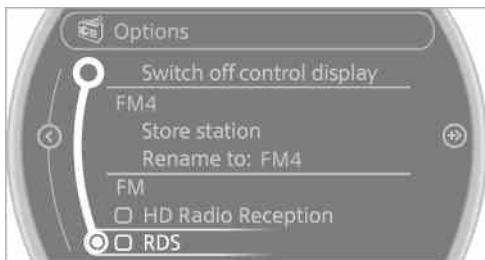 Options
Switch off control display
FM4
Store station
Rename to: FM4
FM
HD Radio Reception
RDS